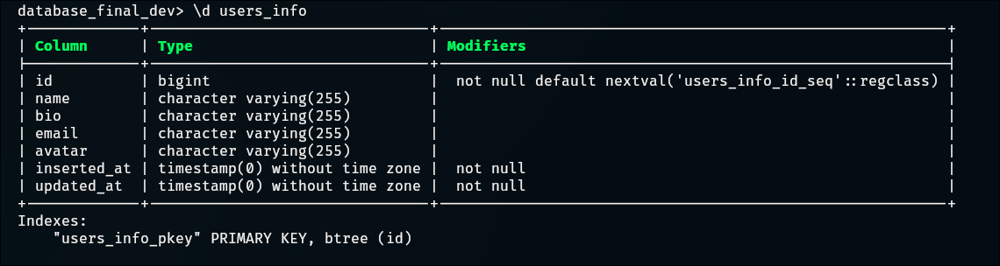 database_final_dev> \d users_info
+-------------+--------------------------------+----------------------------------------------------------+
| Column      | Type                           | Modifiers                                                |
|-------------+--------------------------------+----------------------------------------------------------|
| id          | bigint                         |  not null default nextval('users_info_id_seq'::regclass) |
| name        | character varying(255)         |                                                          |
| bio         | character varying(255)         |                                                          |
| email       | character varying(255)         |                                                          |
| avatar      | character varying(255)         |                                                          |
| inserted_at | timestamp(0) without time zone |  not null                                                |
| updated_at  | timestamp(0) without time zone |  not null                                                |
+-------------+--------------------------------+----------------------------------------------------------+
Indexes:
    "users_info_pkey" PRIMARY KEY, btree (id)